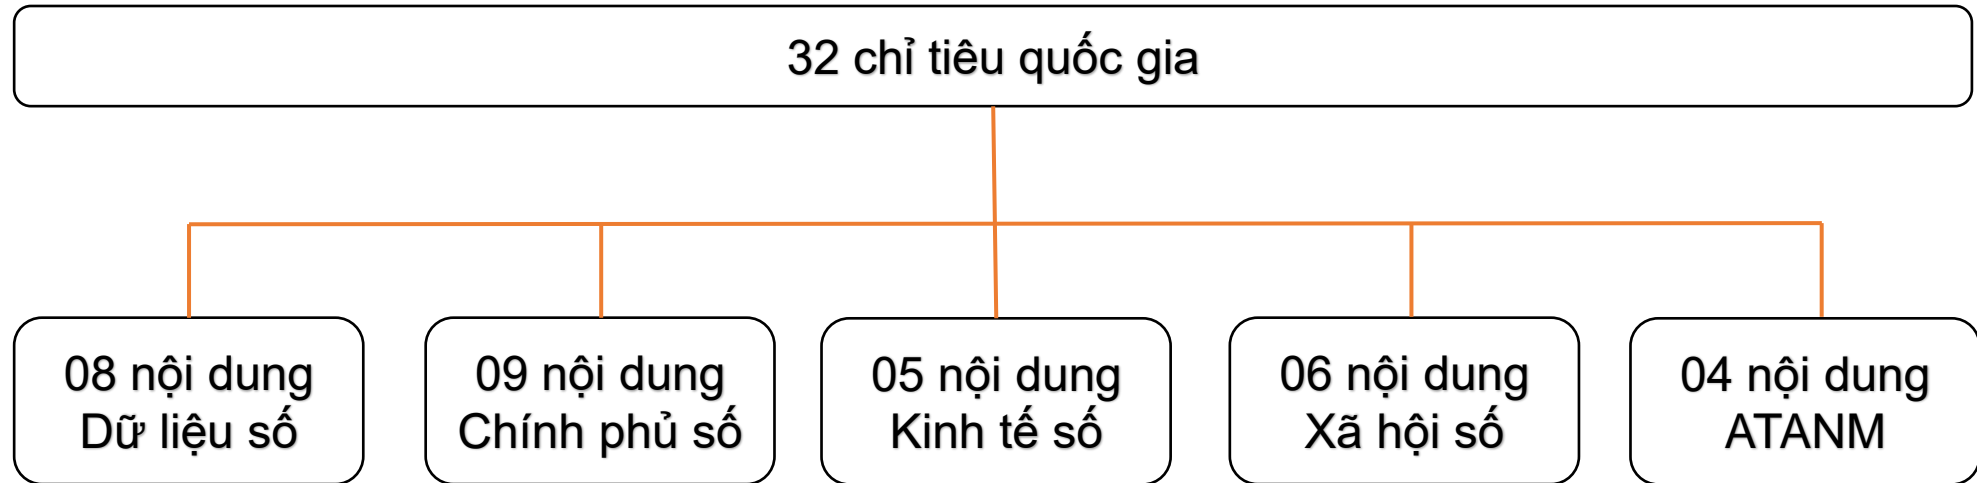 32 chỉ tiêu quốc gia
08 nội dung
Dữ liệu số
09 nội dung
Chính phủ số
05 nội dung
Kinh tế số
06 nội dung
Xã hội số
04 nội dung
ATANM